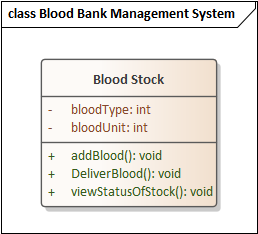 class Blood Bank Management System
Blood Stock
- bloodType: int
- bloodUnit: int
+ addBlood(): void
+ DeliverBlood(): void
+ viewStatusOfStock(): void